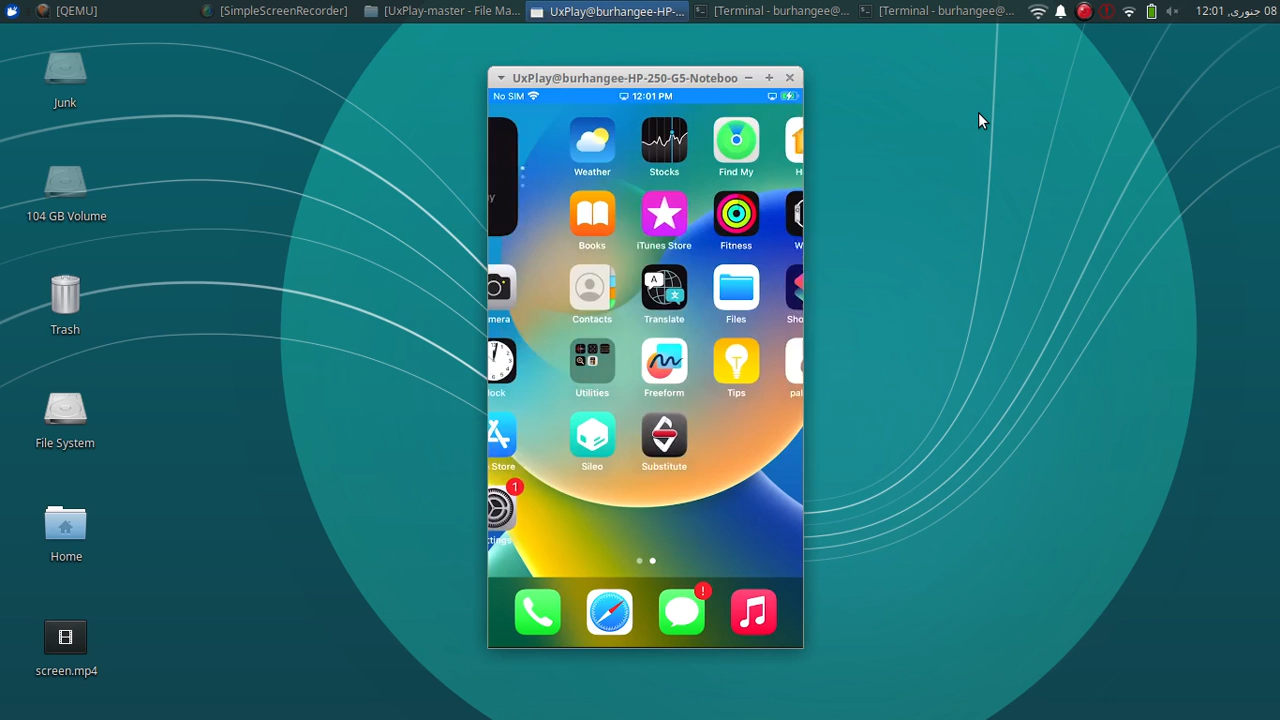 [QEMU]
[SimpleScreenRecorder]
[UxPlay-master - File Ma...
UxPlay@burhangee-HP-...
[Terminal - burhangee@...
[Terminal - burhangee@...
08 جنوری, 12:01
Junk
104 GB Volume
Trash
File System
Home
screen.mp4
UxPlay@burhangee-HP-250-G5-Noteboo
No SIM
12:01 PM
Weather
Stocks
Find My
H
y
Books
iTunes Store
Fitness
W
mera
Contacts
Translate
A
Files
Sho
lock
Utilities
Freeform
Tips
pal
Store
Sileo
Substitute
1
ttings
!